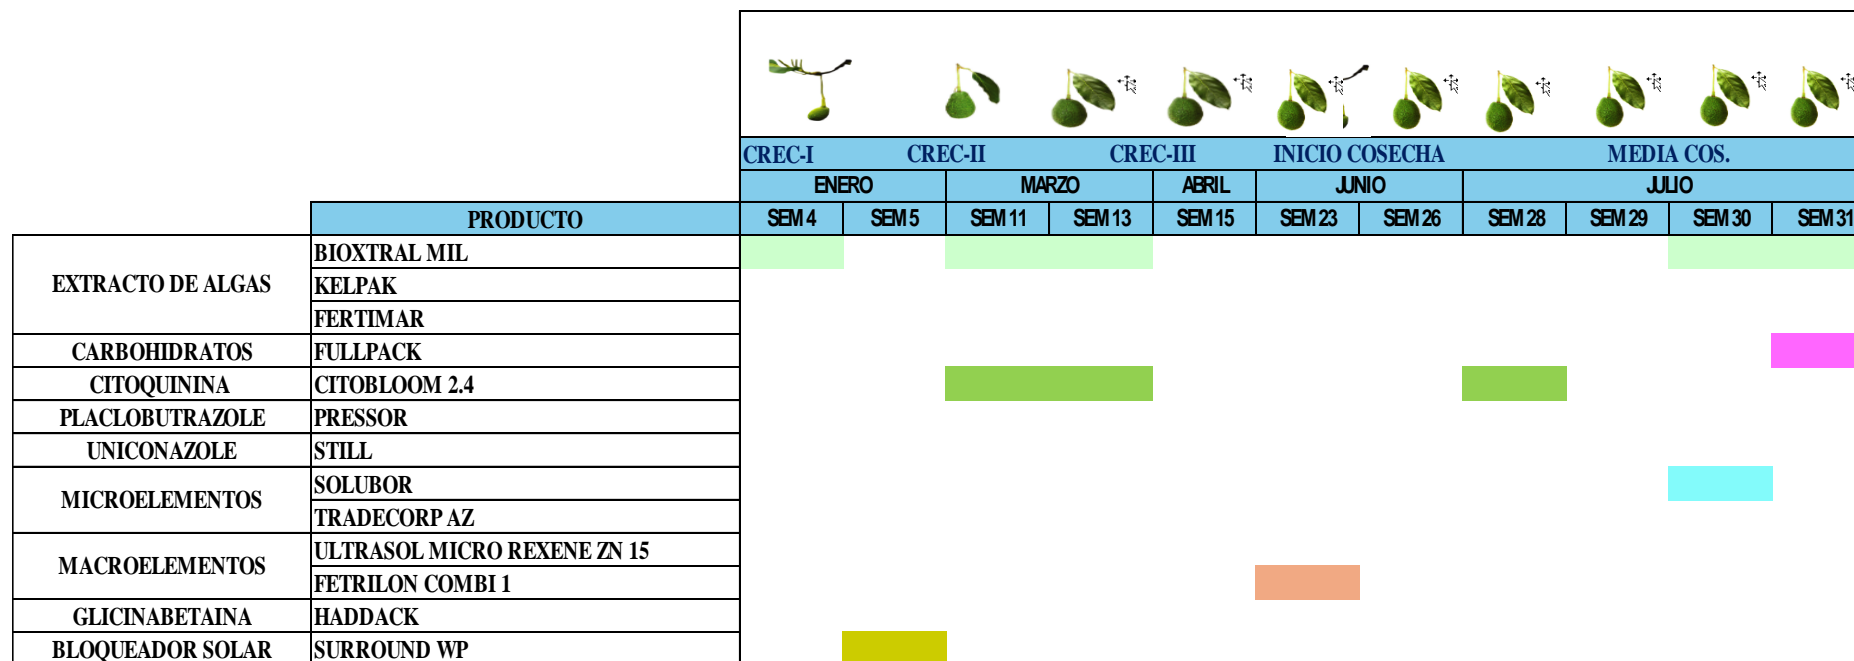 CREC-I CREC-II CREC-III INICIO COSECHA MEDIA COS.
ENERO MARZO ABRIL JUNIO JULIO
PRODUCTO SEM 4 SEM 5 SEM 11 SEM 13 SEM 15 SEM 23 SEM 26 SEM 28 SEM 29 SEM 30 SEM 31
EXTRACTO DE ALGAS BIOXTRAL MIL
KELPAK
FERTIMAR
CARBOHIDRATOS FULLPACK
CITOQUININA CITOBLOOM 2.4
PLACLOBUTRAZOLE PRESSOR
UNICONAZOLE STILL
MICROELEMENTOS SOLUBOR
TRADECORP AZ
MACROELEMENTOS ULTRASOL MICRO REXENE ZN 15
FETRILON COMBI 1
GLICINABETAINA HADDACK
BLOQUEADOR SOLAR SURROUND WP